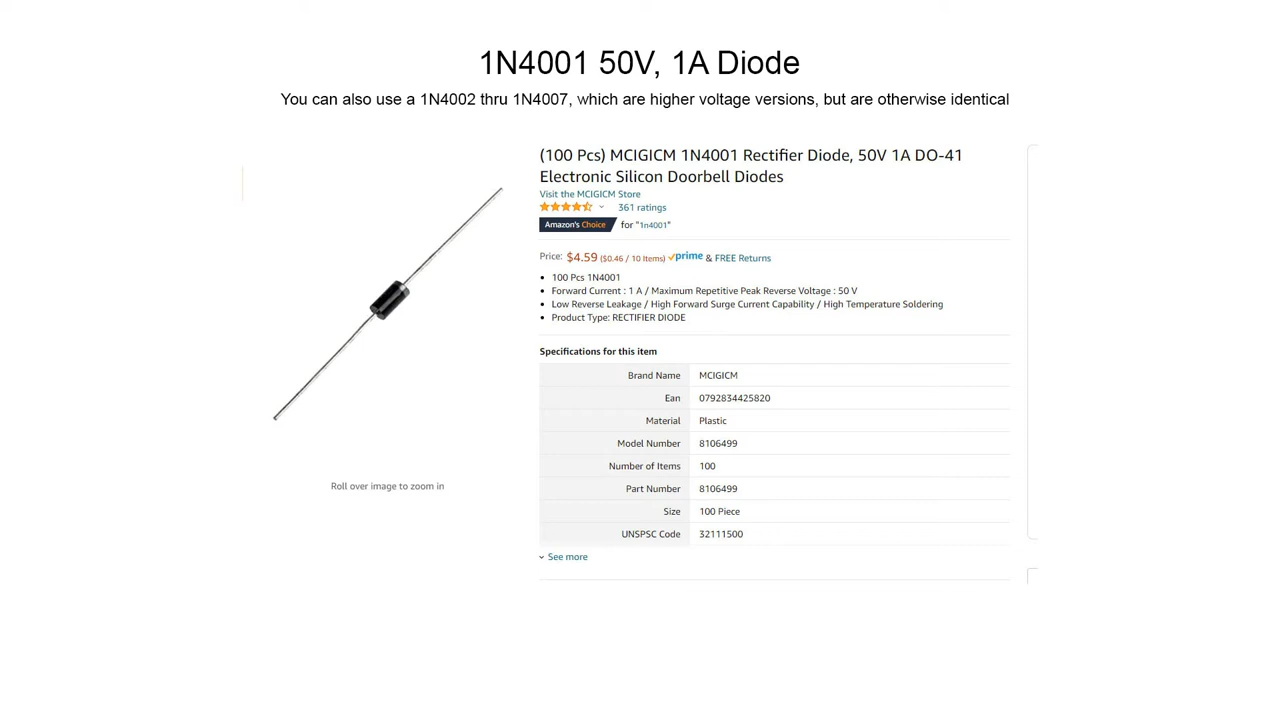 1N4001 50V, 1A Diode
You can also use a 1N4002 thru 1N4007, which are higher voltage versions, but are otherwise identical
(100 Pcs) MCIGICM 1N4001 Rectifier Diode, 50V 1A DO-41
Electronic Silicon Doorbell Diodes
Visit the MCIGICM Store
361 ratings
Amazon's Choice for "1n4001"
Price: $4.59 ($0.46 / 10 Items) prime & FREE Returns
• 100 Pcs 1N4001
• Forward Current : 1 A / Maximum Repetitive Peak Reverse Voltage : 50 V
• Low Reverse Leakage / High Forward Surge Current Capability / High Temperature Soldering
• Product Type: RECTIFIER DIODE
Specifications for this item
Brand Name MCIGICM
Ean 0792834425820
Material Plastic
Model Number 8106499
Number of Items 100
Part Number 8106499
Size 100 Piece
UNSPSC Code 32111500
See more
Roll over image to zoom in